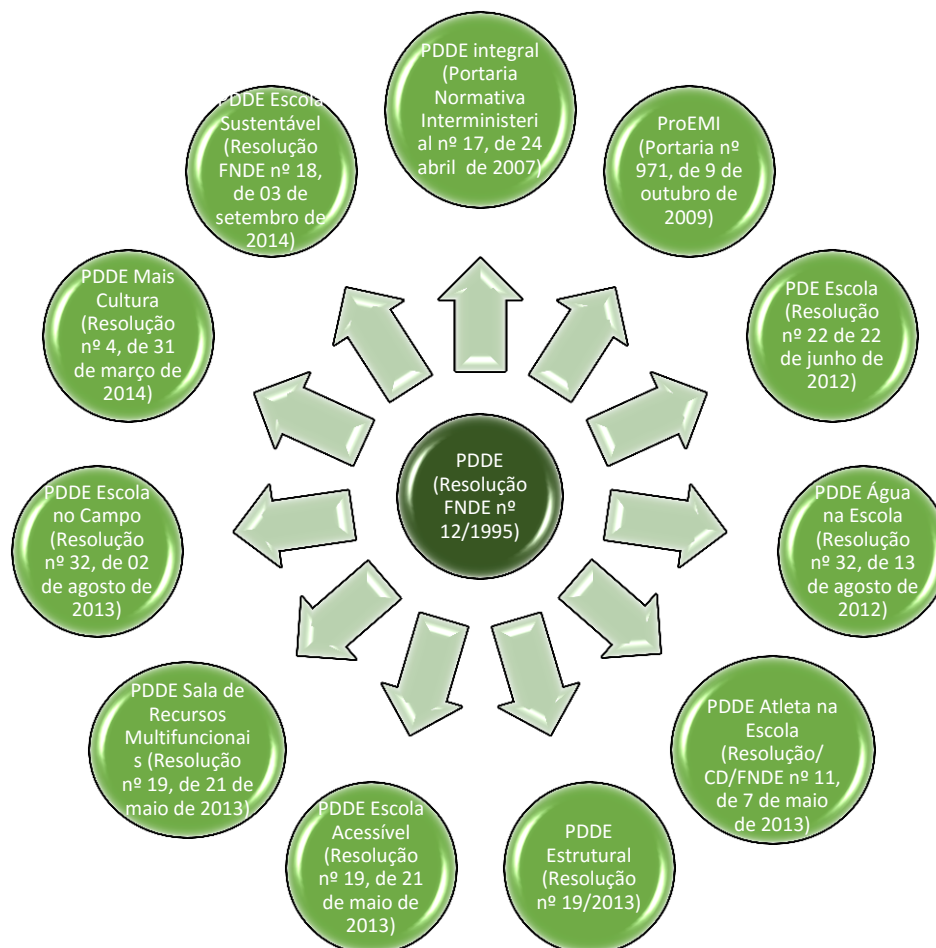 PDDE integral
(Portaria
Normativa
Interministeri
al nº 17, de 24
abril de 2007)
ProEMI
(Portaria nº
971, de 9 de
outubro de
2009)
PDE Escola
(Resolução
nº 22 de 22
de junho de
2012)
PDDE Água
na Escola
(Resolução
nº 32, de 13
de agosto de
2012)
PDDE Atleta na
Escola
(Resolução/
CD/FNDE nº 11,
de 7 de maio
de 2013)
PDDE
Estrutural
(Resolução
nº 19/2013)
PDDE Escola
Acessível
(Resolução
nº 19, de 21
de maio de
2013)
PDDE Sala de
Recursos
Multifuncionai
s (Resolução
nº 19, de 21 de
maio de 2013)
PDDE Escola
no Campo
(Resolução
nº 32, de 02
de agosto de
2013)
PDDE Mais
Cultura
(Resolução
nº 4, de 31
de março de
2014)
PDDE Escola
Sustentável
(Resolução
FNDE nº 18,
de 03 de
setembro de
2014)
PDDE
(Resolução
FNDE nº
12/1995)